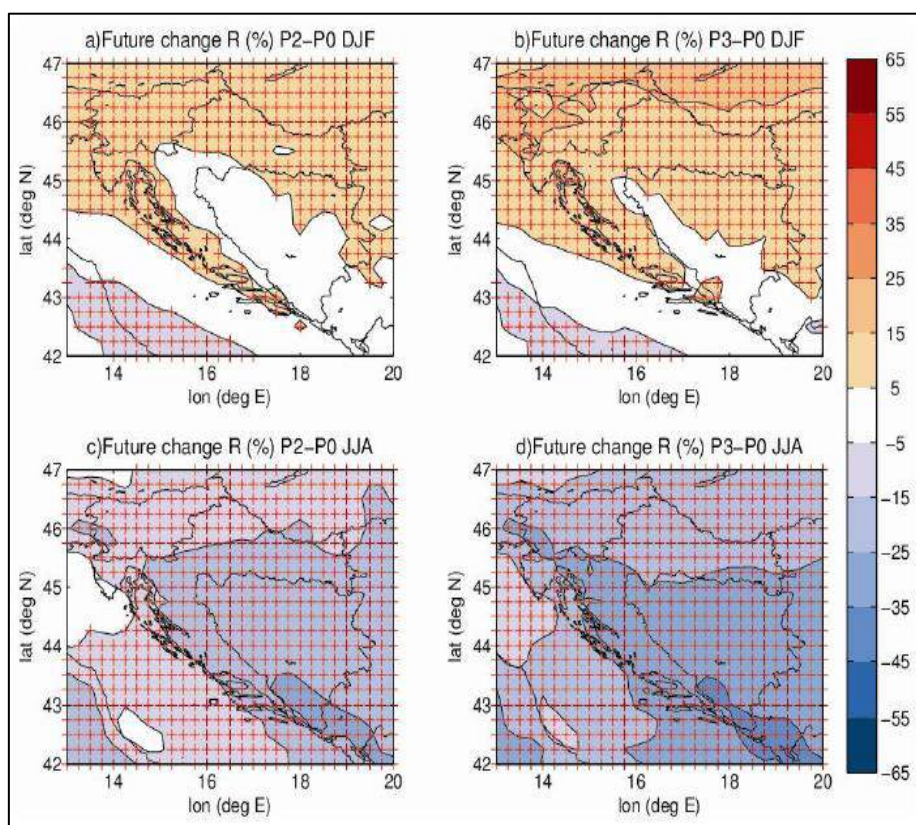 a)Future change R (%) P2-P0 DJF
b)Future change R (%) P3-P0 DJF
47
46
45
44
43
42
lat (deg N)
14 16 18 20
lon (deg E)
47
46
45
44
43
42
lat (deg N)
14 16 18 20
lon (deg E)
c)Future change R (%) P2-P0 JJA
d)Future change R (%) P3-P0 JJA
47
46
45
44
43
42
lat (deg N)
14 16 18 20
lon (deg E)
47
46
45
44
43
42
lat (deg N)
14 16 18 20
lon (deg E)
65
55
45
35
25
15
5
-5
-15
-25
-35
-45
-55
-65